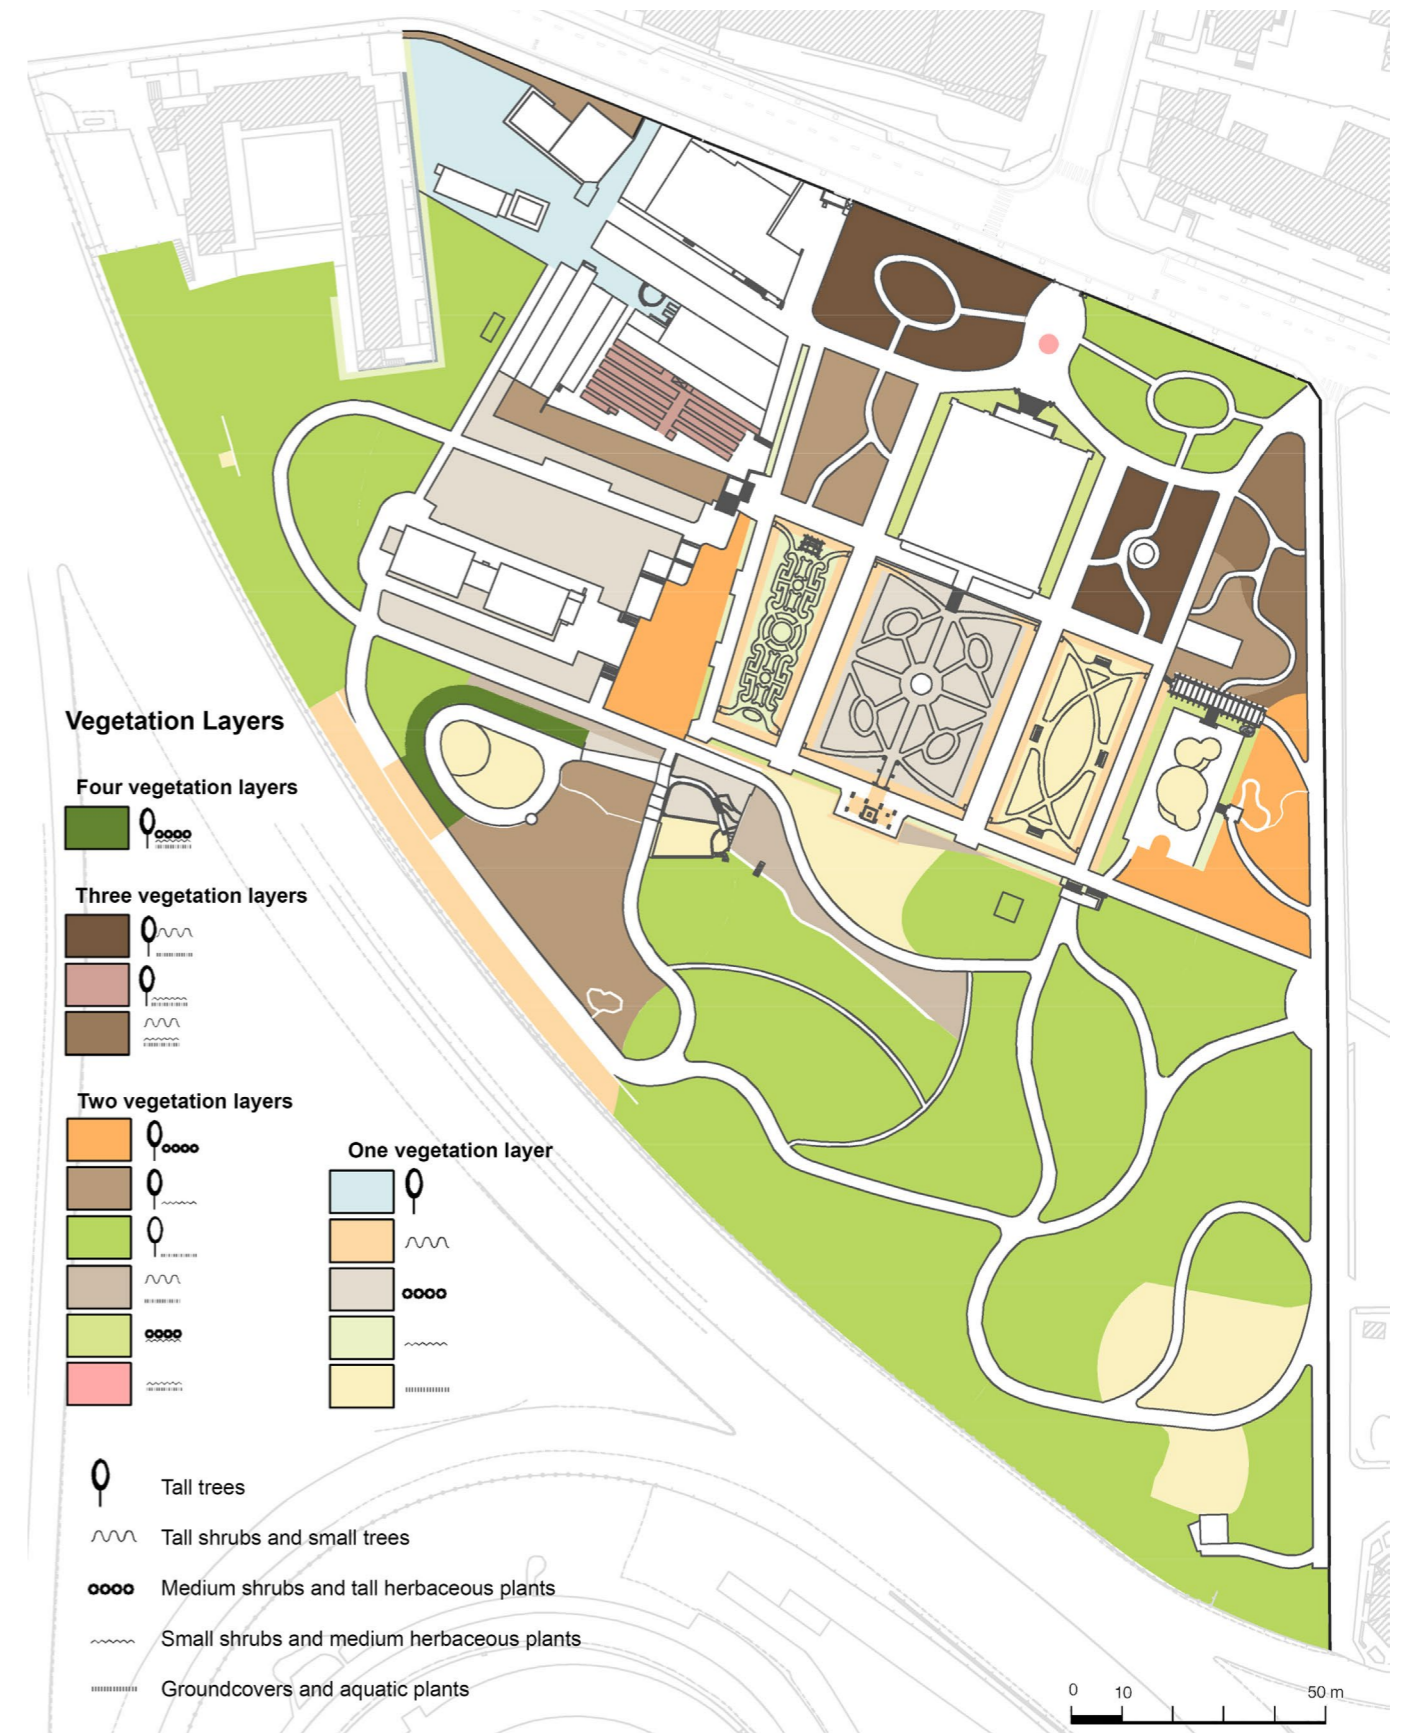 Vegetation Layers
Four vegetation layers
Three vegetation layers
Two vegetation layers
One vegetation layer
Tall trees
Tall shrubs and small trees
Medium shrubs and tall herbaceous plants
Small shrubs and medium herbaceous plants
Groundcovers and aquatic plants
0 10 50 m